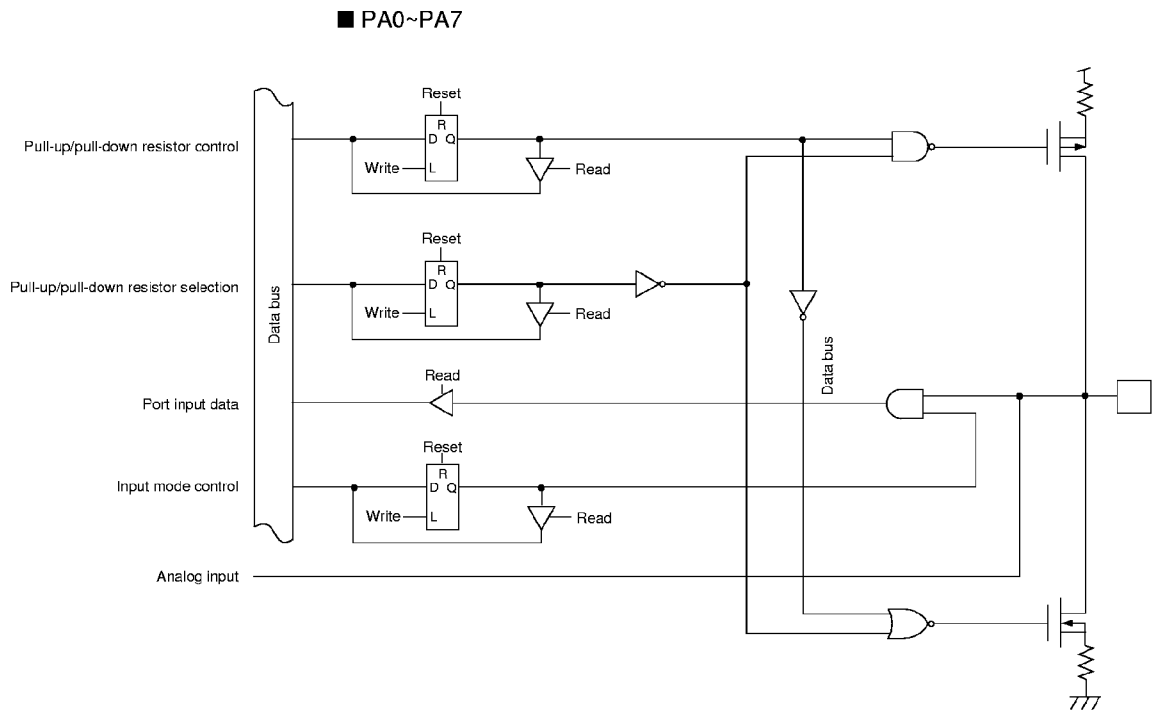 ■ PA0~PA7
Reset
R
Pull-up/pull-down resistor control
D Q
Write
L
Read
Reset
R
Pull-up/pull-down resistor selection
D Q
Write
L
Read
Data bus
Data bus
Read
Port input data
Reset
R
Input mode control
D Q
Write
L
Read
Analog input